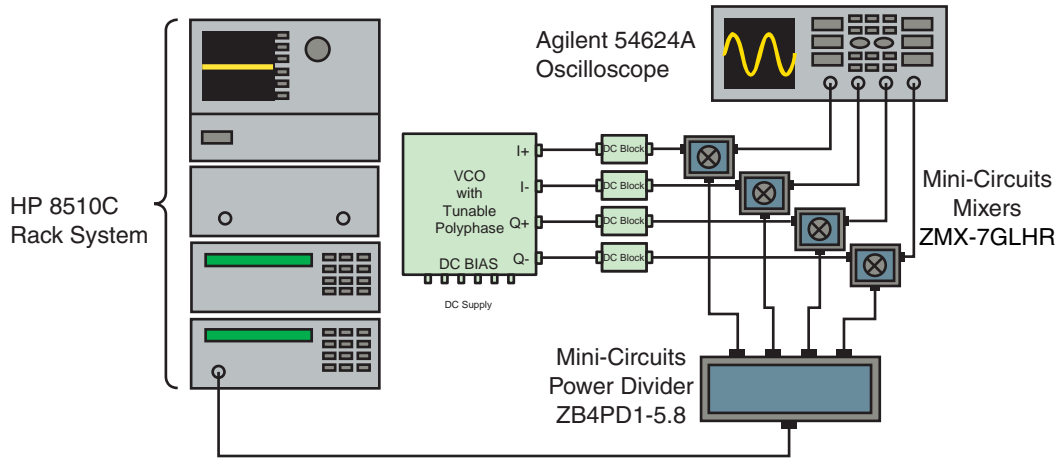 Agilent 54624A
Oscilloscope
HP 8510C
Rack System
VCO
with
Tunable
Polyphase
I+
I-
Q+
Q-
DC BIAS
DC Supply
DC Block
DC Block
DC Block
DC Block
Mini-Circuits
Mixers
ZMX-7GLHR
Mini-Circuits
Power Divider
ZB4PD1-5.8